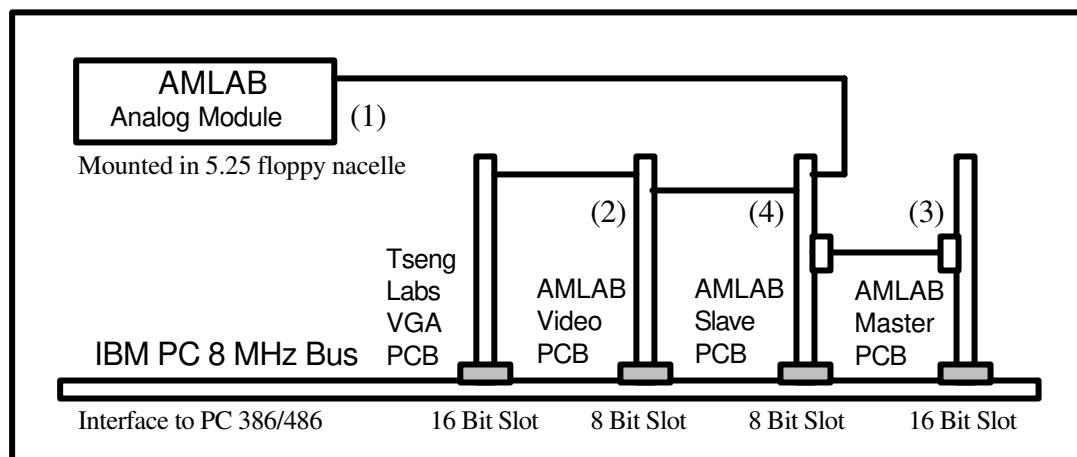 AMLAB
Analog Module
(1)
Mounted in 5.25 floppy nacelle
(2)
(4)
(3)
Tseng
Labs
VGA
PCB
AMLAB
Video
PCB
AMLAB
Slave
PCB
AMLAB
Master
PCB
IBM PC 8 MHz Bus
Interface to PC 386/486
16 Bit Slot
8 Bit Slot
8 Bit Slot
16 Bit Slot